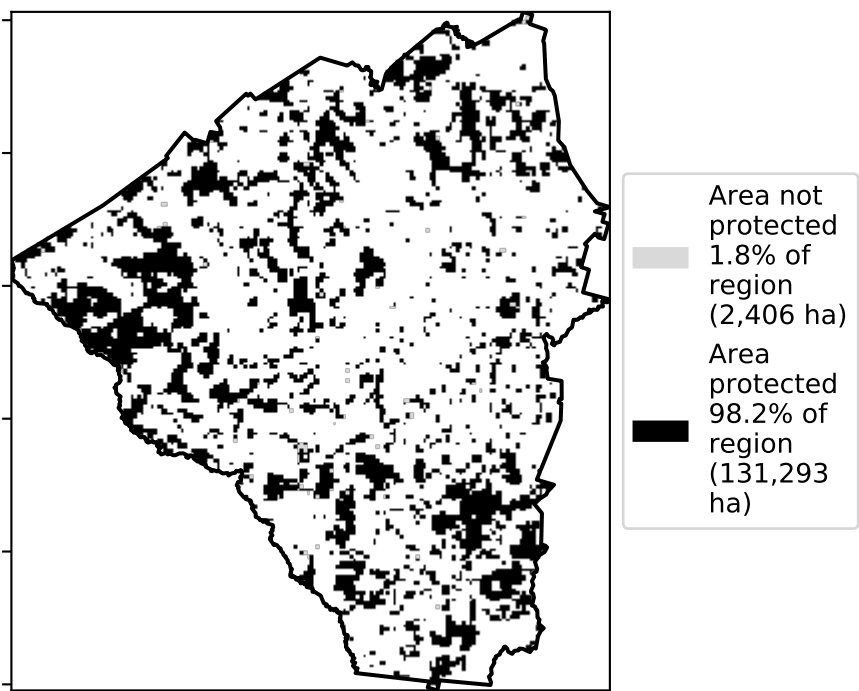 Area not
protected
1.8% of
region
(2,406 ha)
Area
protected
98.2% of
region
(131,293
ha)